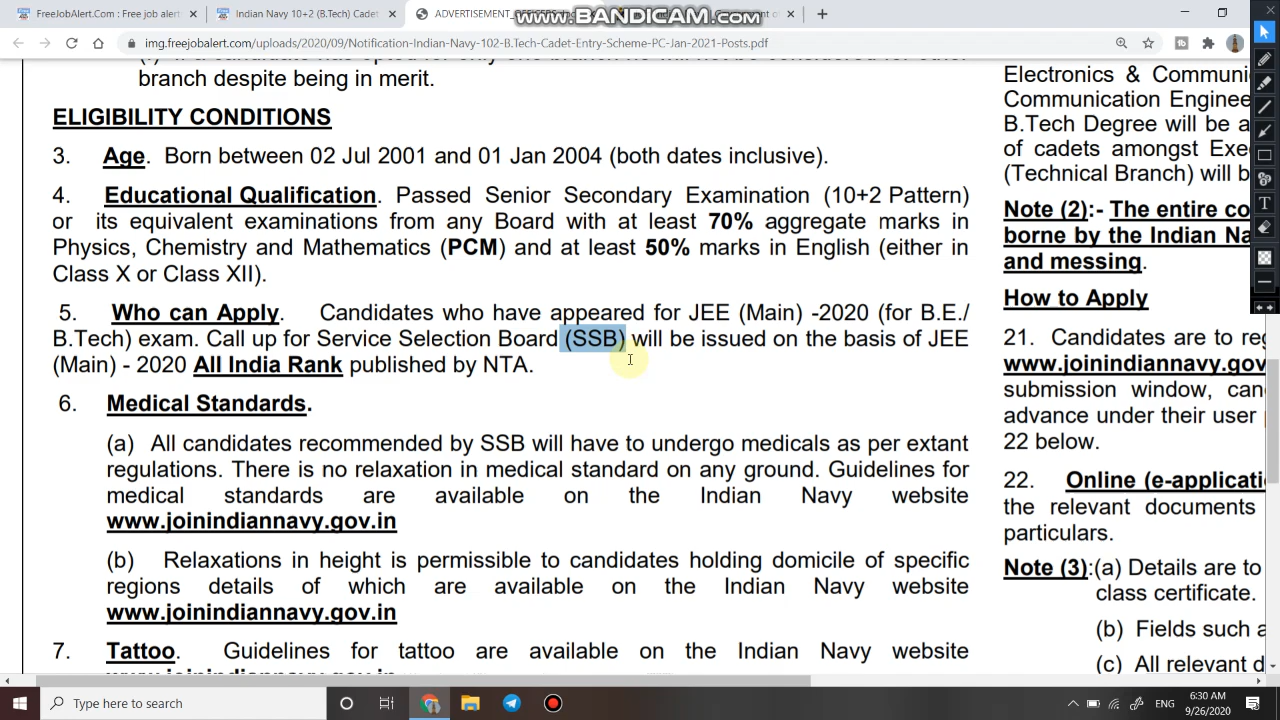 FreeJobAlert.Com : Free job alert
Indian Navy 10+2 (B.Tech) Cadet
ADVERTISEMENT_OFFICERS
www.BANDICAM.com
img.freejobalert.com/uploads/2020/09/Notification-Indian-Navy-102-B.Tech-Cadet-Entry-Scheme-PC-Jan-2021-Posts.pdf
branch despite being in merit.
ELIGIBILITY CONDITIONS
3. Age. Born between 02 Jul 2001 and 01 Jan 2004 (both dates inclusive).
4. Educational Qualification. Passed Senior Secondary Examination (10+2 Pattern)
or its equivalent examinations from any Board with at least 70% aggregate marks in
Physics, Chemistry and Mathematics (PCM) and at least 50% marks in English (either in
Class X or Class XII).
5. Who can Apply. Candidates who have appeared for JEE (Main) -2020 (for B.E./
B.Tech) exam. Call up for Service Selection Board (SSB) will be issued on the basis of JEE
(Main) - 2020 All India Rank published by NTA.
6. Medical Standards.
(a) All candidates recommended by SSB will have to undergo medicals as per extant
regulations. There is no relaxation in medical standard on any ground. Guidelines for
medical standards are available on the Indian Navy website
www.joinindiannavy.gov.in
(b) Relaxations in height is permissible to candidates holding domicile of specific
regions details of which are available on the Indian Navy website
www.joinindiannavy.gov.in
7. Tattoo. Guidelines for tattoo are available on the Indian Navy website
Electronics & Communi
Communication Enginee
B.Tech Degree will be a
of cadets amongst Exe
(Technical Branch) will b
Note (2):- The entire co
borne by the Indian Na
and messing.
How to Apply
21. Candidates are to reg
www.joinindiannavy.gov
submission window, can
advance under their user
22 below.
22. Online (e-applicati
the relevant documents
particulars.
Note (3):(a) Details are to
class certificate.
(b) Fields such a
(c) All relevant d
Type here to search
ENG
6:30 AM
9/26/2020